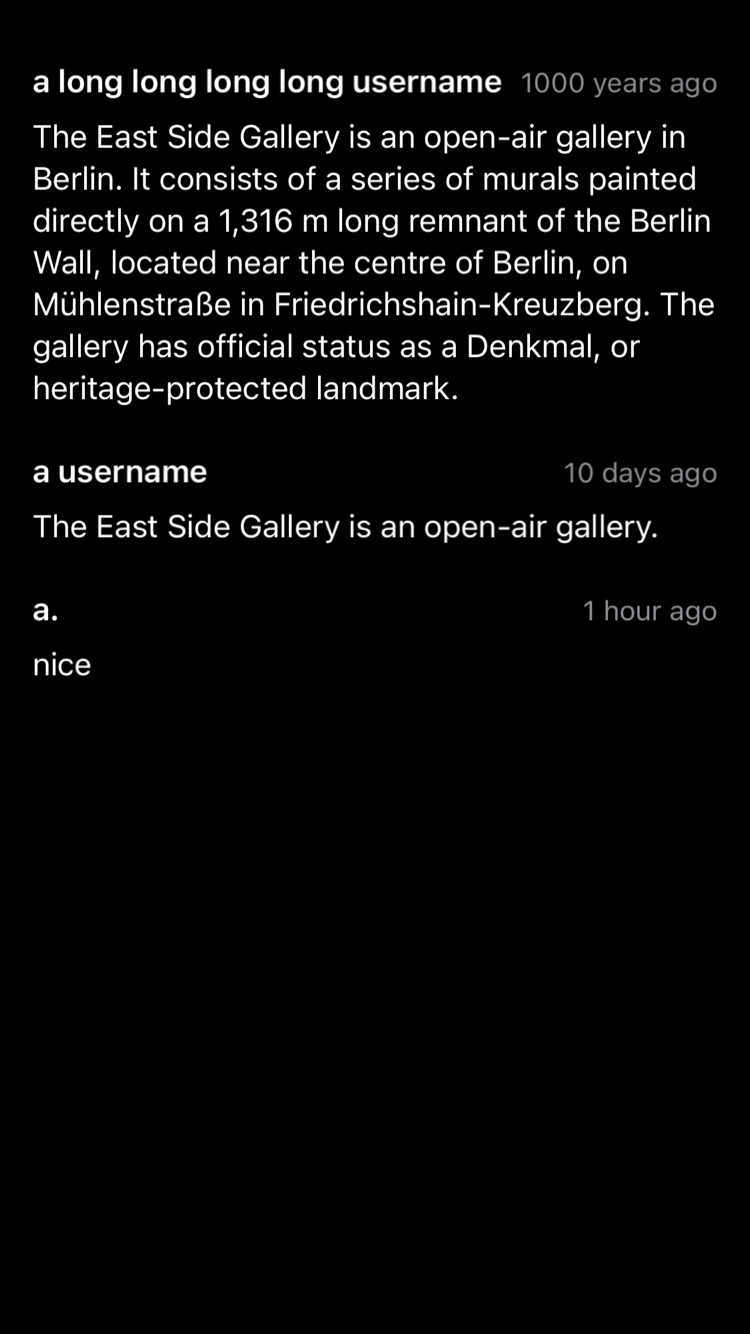 a long long long long username 1000 years ago
The East Side Gallery is an open-air gallery in
Berlin. It consists of a series of murals painted
directly on a 1,316 m long remnant of the Berlin
Wall, located near the centre of Berlin, on
Mühlenstraße in Friedrichshain-Kreuzberg. The
gallery has official status as a Denkmal, or
heritage-protected landmark.
a username 10 days ago
The East Side Gallery is an open-air gallery.
a. 1 hour ago
nice